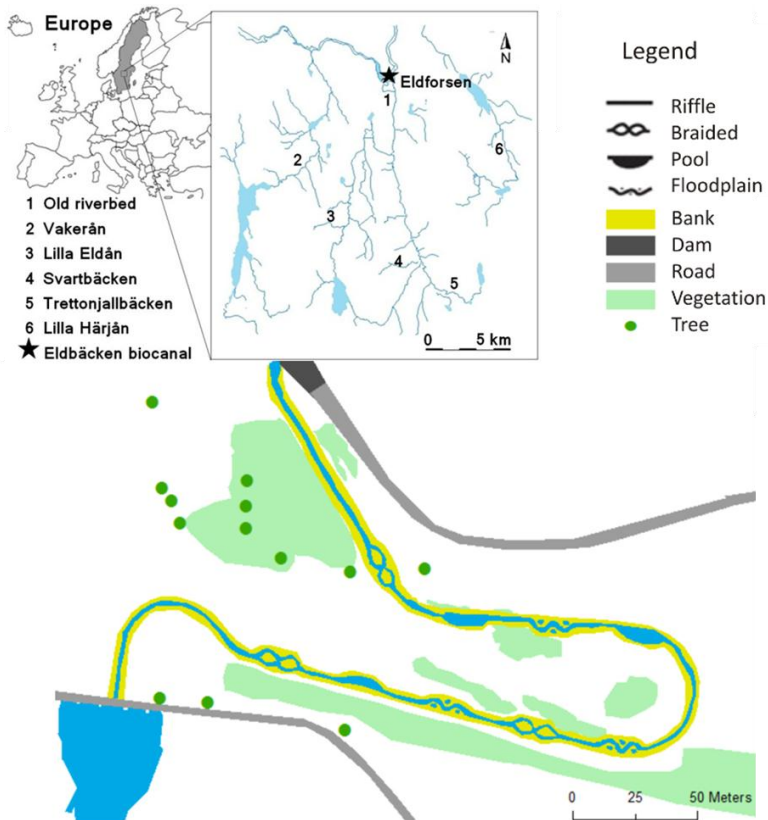 Europe
1 Old riverbed
2 Vakerån
3 Lilla Eldån
4 Svartbäcken
5 Trettonjallbäcken
6 Lilla Härjån
Eldbäcken biocanal
N
Eldforsen
1
2
6
3
4
5
0 5 km
Legend
Riffle
Braided
Pool
Floodplain
Bank
Dam
Road
Vegetation
Tree
0 25 50 Meters